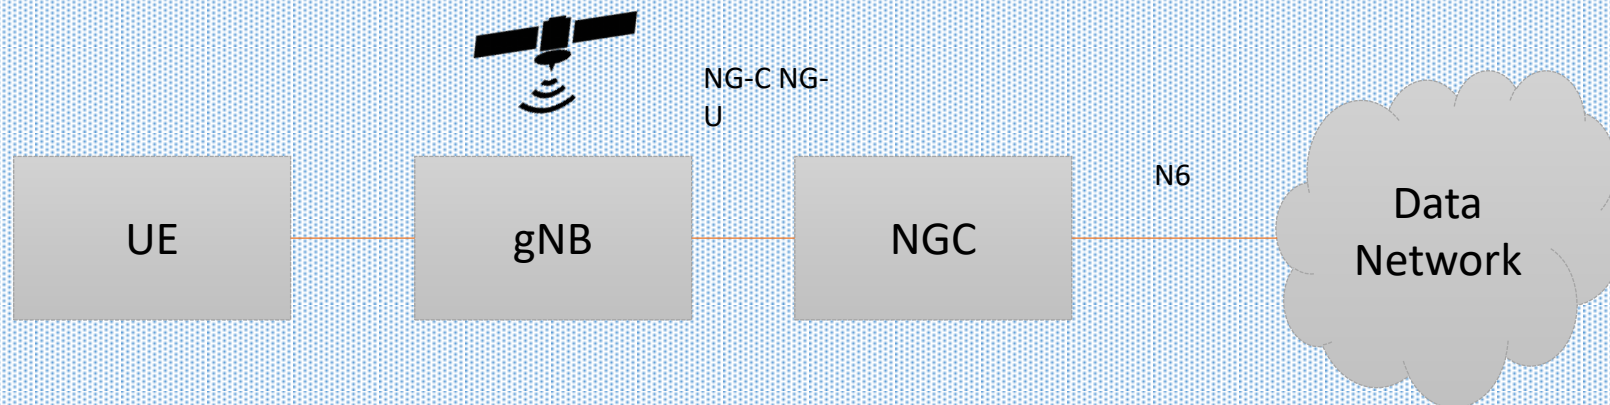 NG-C NG-
U
UE
gNB
NGC
N6
Data
Network